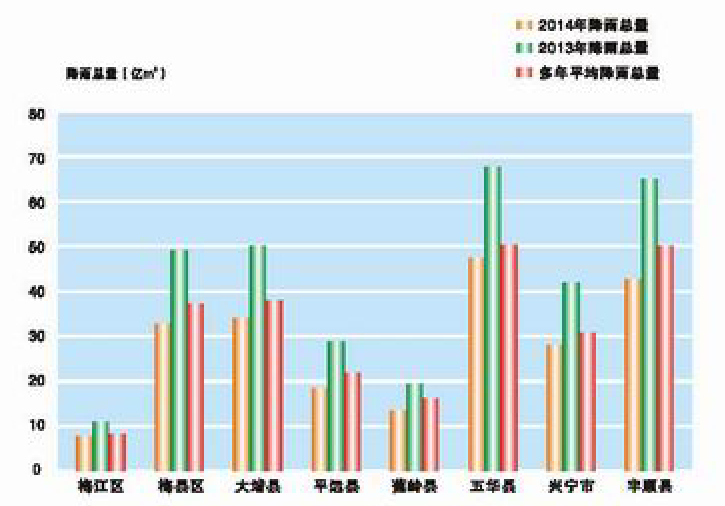 2014年降雨总量
2013年降雨总量
多年平均降雨总量
降雨总量(亿m³)
80
70
60
50
40
30
20
10
0
梅江区 梅县区 大埔县 平远县 蕉岭县 五华县 兴宁市 丰顺县